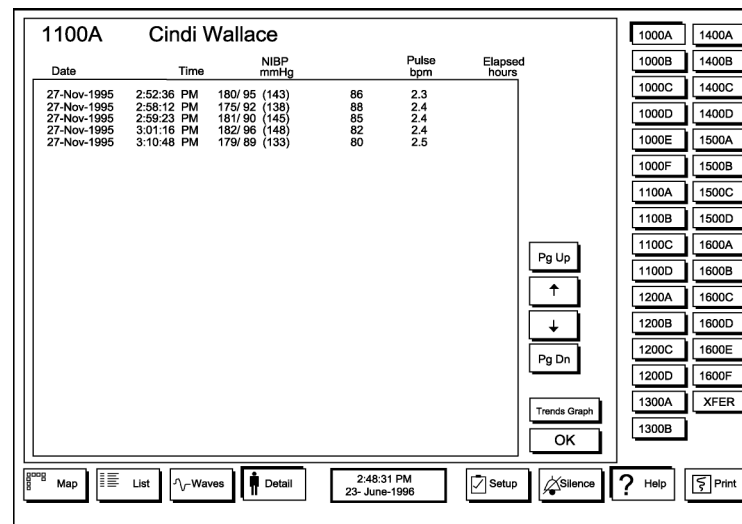 1100A Cindi Wallace
NIBP Pulse Elapsed
Date Time mmHg bpm hours
27-Nov-1995 2:52:36 PM 180/ 95 (143) 86 2.3
27-Nov-1995 2:58:12 PM 175/ 92 (138) 88 2.4
27-Nov-1995 2:59:23 PM 181/ 90 (145) 85 2.4
27-Nov-1995 3:01:16 PM 182/ 96 (148) 82 2.4
27-Nov-1995 3:10:48 PM 179/ 89 (133) 80 2.5
Pg Up
Pg Dn
Trends Graph
OK
1000A 1400A
1000B 1400B
1000C 1400C
1000D 1400D
1000E 1500A
1000F 1500B
1100A 1500C
1100B 1500D
1100C 1600A
1100D 1600B
1200A 1600C
1200B 1600D
1200C 1600E
1200D 1600F
1300A XFER
1300B
Map List Waves Detail 2:48:31 PM Setup Silence ? Help Print
23- June-1996